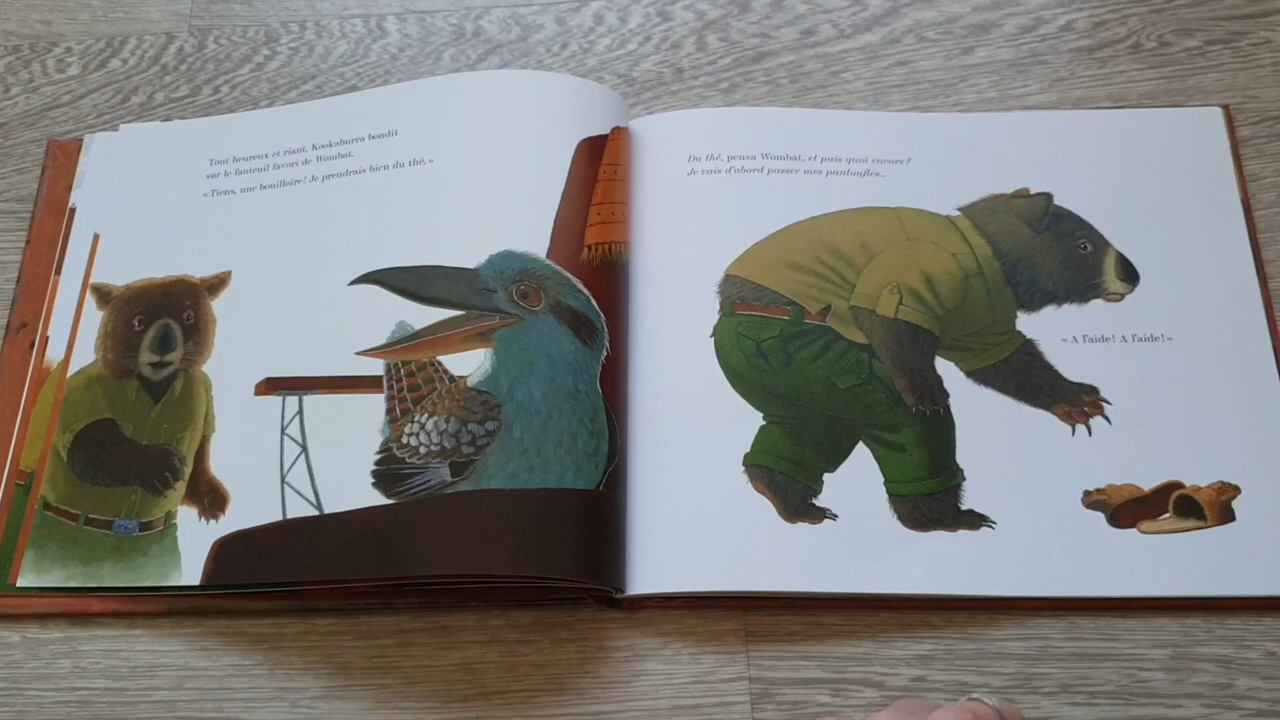 Tout heureux et riant, Kookaburra bondit
sur le fauteuil favori de Wombat.
« Tiens, une bouilloire! Je prendrais bien du thé. »
Du thé, pensa Wombat, et puis quoi encore?
Je vais d'abord passer mes pantoufles...
« A l'aide! A l'aide! »